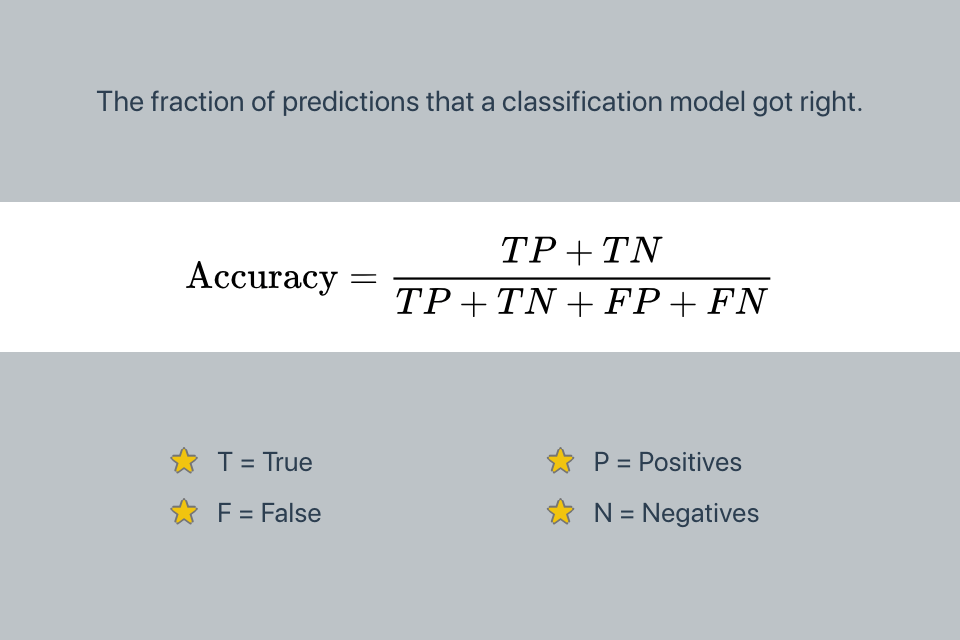 The fraction of predictions that a classification model got right.
Accuracy = \frac{TP + TN}{TP + TN + FP + FN}
T = True
P = Positives
F = False
N = Negatives